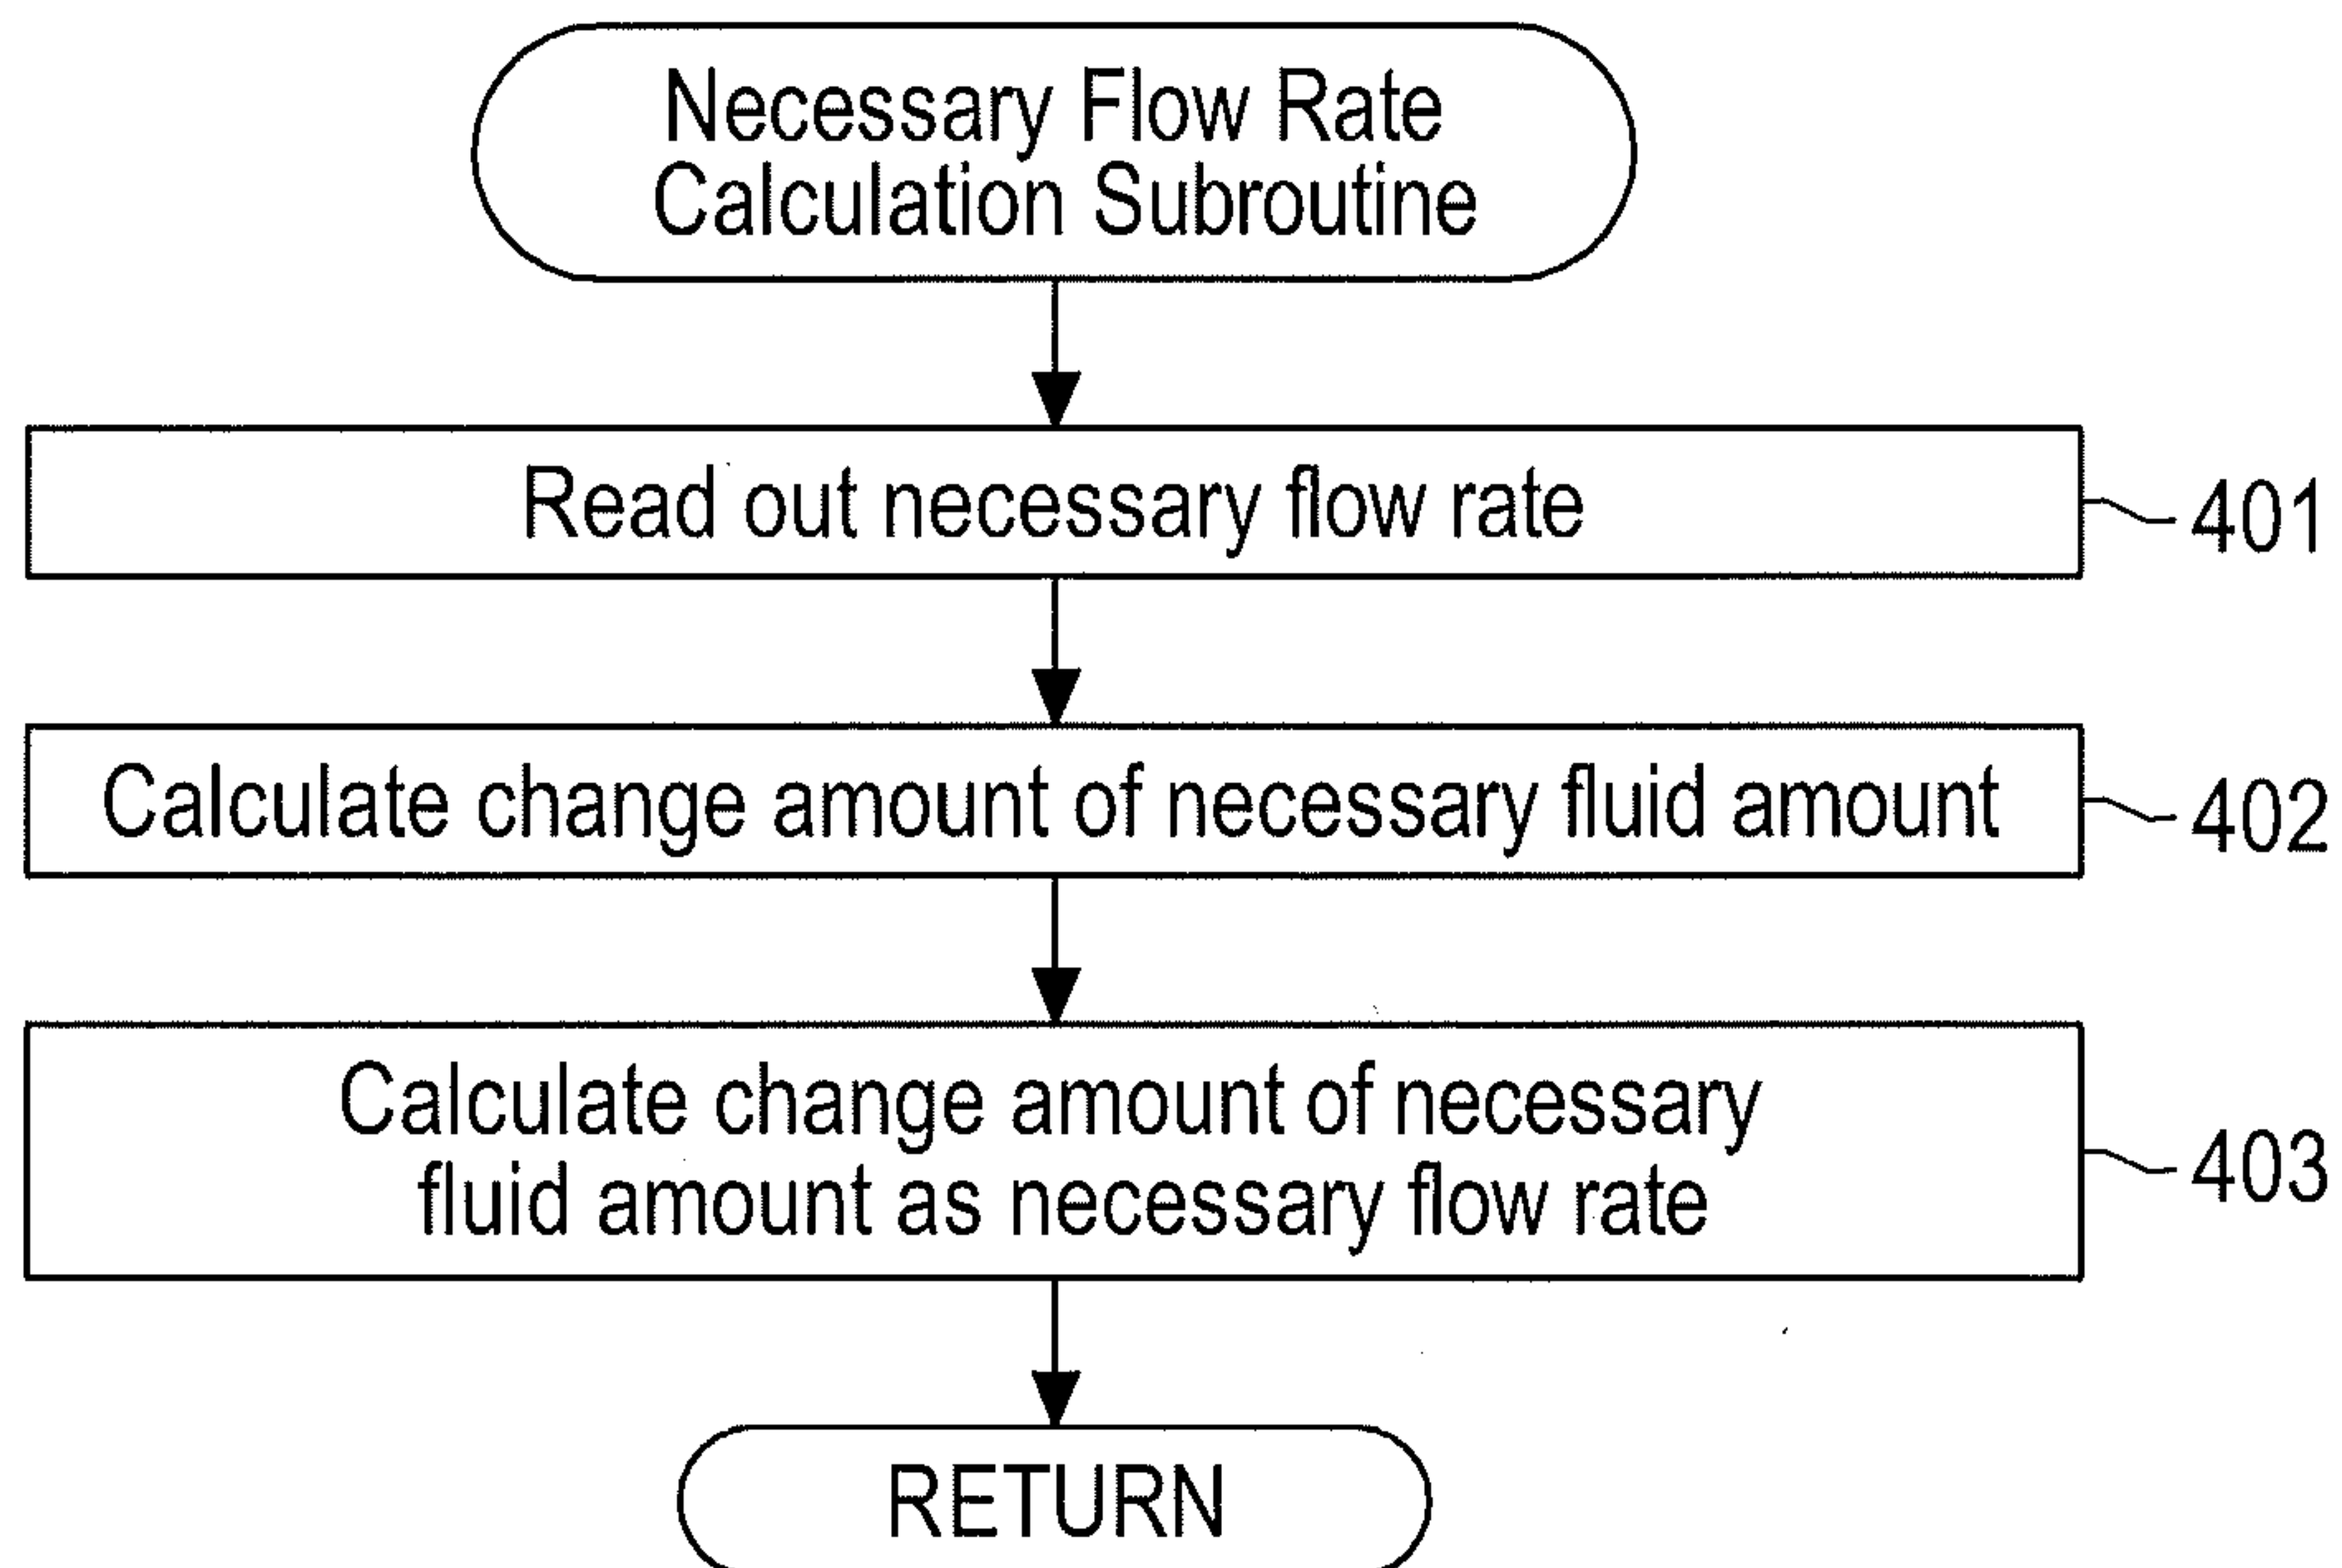 Necessary Flow Rate
Calculation Subroutine
Read out necessary flow rate
401
Calculate change amount of necessary fluid amount
402
Calculate change amount of necessary
fluid amount as necessary flow rate
403
RETURN